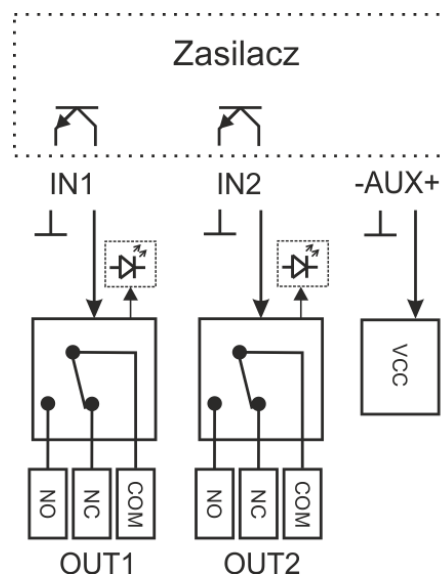 Zasilacz
IN1 IN2 -AUX+
VCC
NO NC COM NO NC COM
OUT1 OUT2